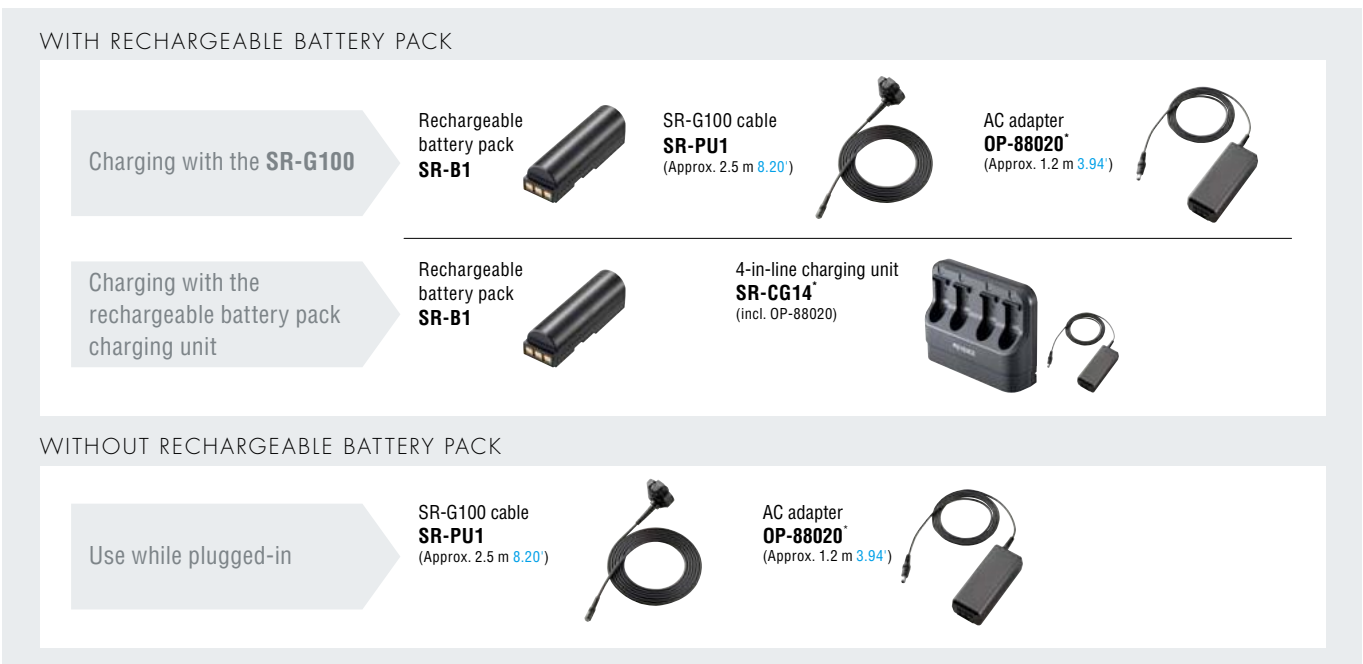 WITH RECHARGEABLE BATTERY PACK
Charging with the SR-G100
Rechargeable
battery pack
SR-B1
SR-G100 cable
SR-PU1
(Approx. 2.5 m 8.20')
AC adapter
OP-88020*
(Approx. 1.2 m 3.94')
Charging with the
rechargeable battery pack
charging unit
Rechargeable
battery pack
SR-B1
4-in-line charging unit
SR-CG14*
(incl. OP-88020)
KEYENCE
WITHOUT RECHARGEABLE BATTERY PACK
Use while plugged-in
SR-G100 cable
SR-PU1
(Approx. 2.5 m 8.20')
AC adapter
OP-88020*
(Approx. 1.2 m 3.94')